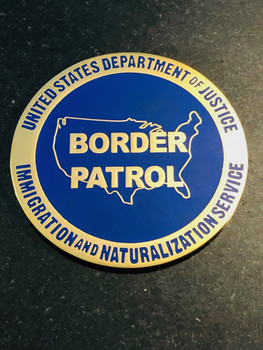 UNITED STATES DEPARTMENT OF JUSTICE
BORDER
PATROL
IMMIGRATION AND NATURALIZATION SERVICE